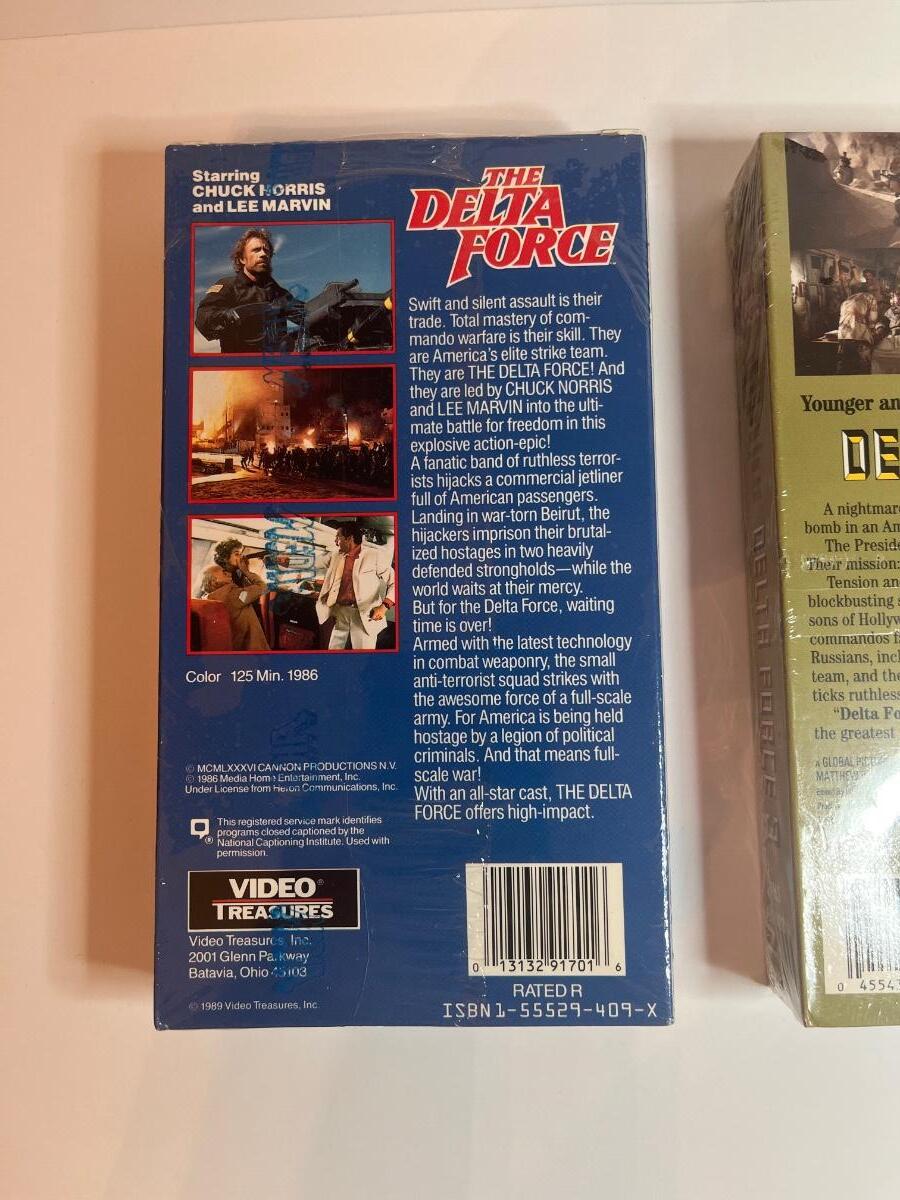 Starring
CHUCK NORRIS
and LEE MARVIN
THE
DELTA
FORCE
Swift and silent assault is their
trade. Total mastery of com-
mando warfare is their skill. They
are America's elite strike team.
They are THE DELTA FORCE! And
they are led by CHUCK NORRIS
and LEE MARVIN into the ulti-
mate battle for freedom in this
explosive action-epic!
A fanatic band of ruthless terror-
ists hijacks a commercial jetliner
full of American passengers.
Landing in war-torn Beirut, the
hijackers imprison their brutal-
ized hostages in two heavily
defended strongholds—while the
world waits at their mercy.
But for the Delta Force, waiting
time is over!
Armed with the latest technology
in combat weaponry, the small
anti-terrorist squad strikes with
the awesome force of a full-scale
army. For America is being held
hostage by a legion of political
criminals. And that means full-
scale war!
With an all-star cast, THE DELTA
FORCE offers high-impact.
Color 125 Min. 1986
© MCMLXXXVI CANNON PRODUCTIONS N.V.
© 1986 Media Home Entertainment, Inc.
Under License from Heron Communications, Inc.
This registered service mark identifies
programs closed captioned by the
National Captioning Institute. Used with
permission.
VIDEO®
TREASURES
Video Treasures, Inc.
2001 Glenn Parkway
Batavia, Ohio 45103
© 1989 Video Treasures, Inc.
0 13132 91701 6
RATED R
ISBN 1-55529-409-X
DELTA FORCE 3
Younger an
DE
A nightmare
bomb in an Am
The Preside
Their mission:
Tension an
blockbusting s
sons of Hollyw
commandos f
Russians, incl
team, and the
ticks ruthless
"Delta Fo
the greatest
A GLOBAL PICTU
MATTHEW
0 4554